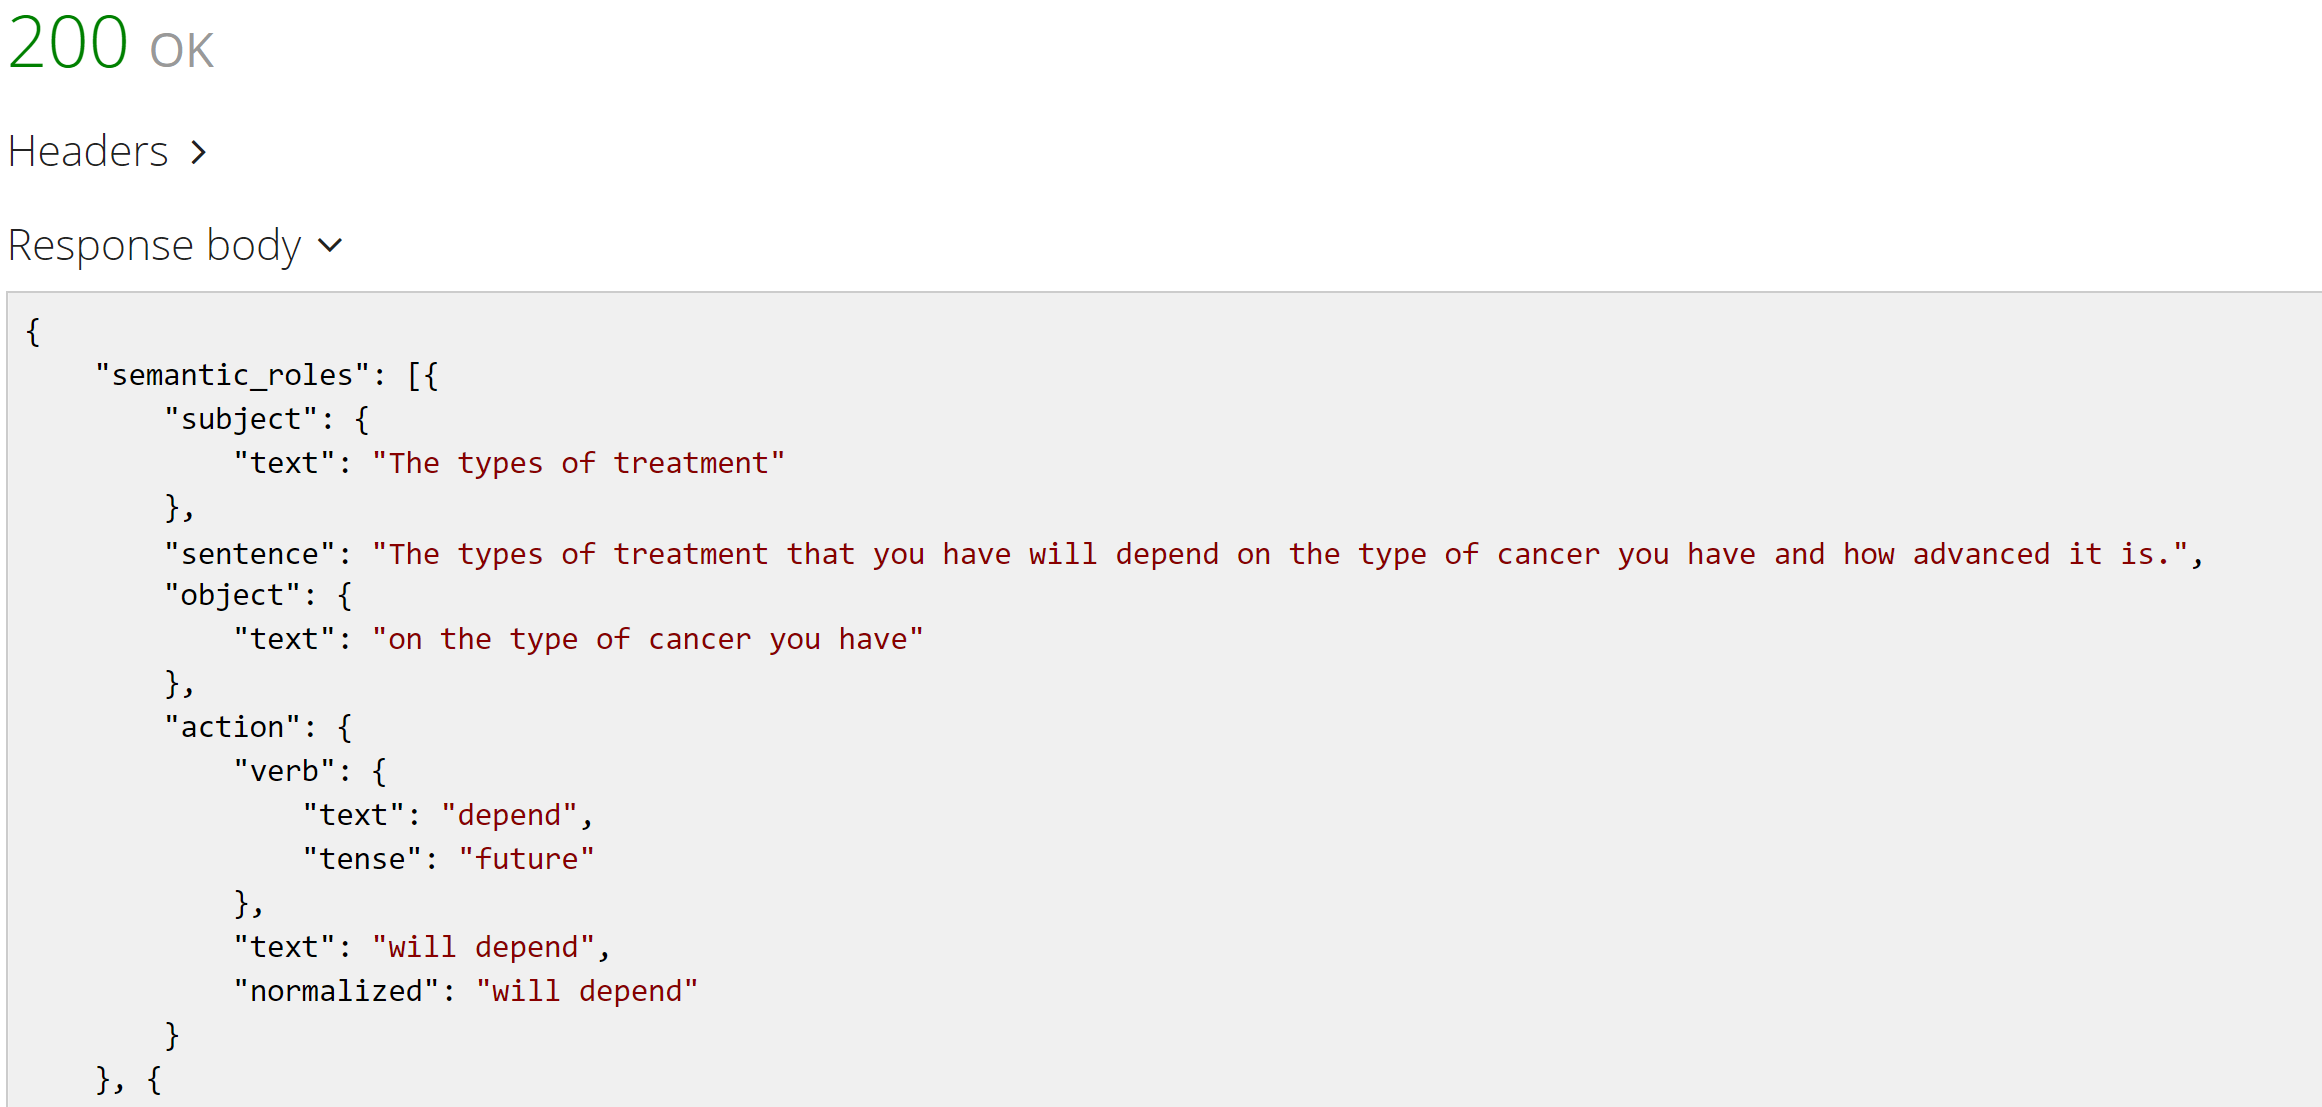 200 OK
Headers >
Response body
{
    "semantic_roles": [{
        "subject": {
            "text": "The types of treatment"
        },
        "sentence": "The types of treatment that you have will depend on the type of cancer you have and how advanced it is.",
        "object": {
            "text": "on the type of cancer you have"
        },
        "action": {
            "verb": {
                "text": "depend",
                "tense": "future"
            },
            "text": "will depend",
            "normalized": "will depend"
        }
    }, {